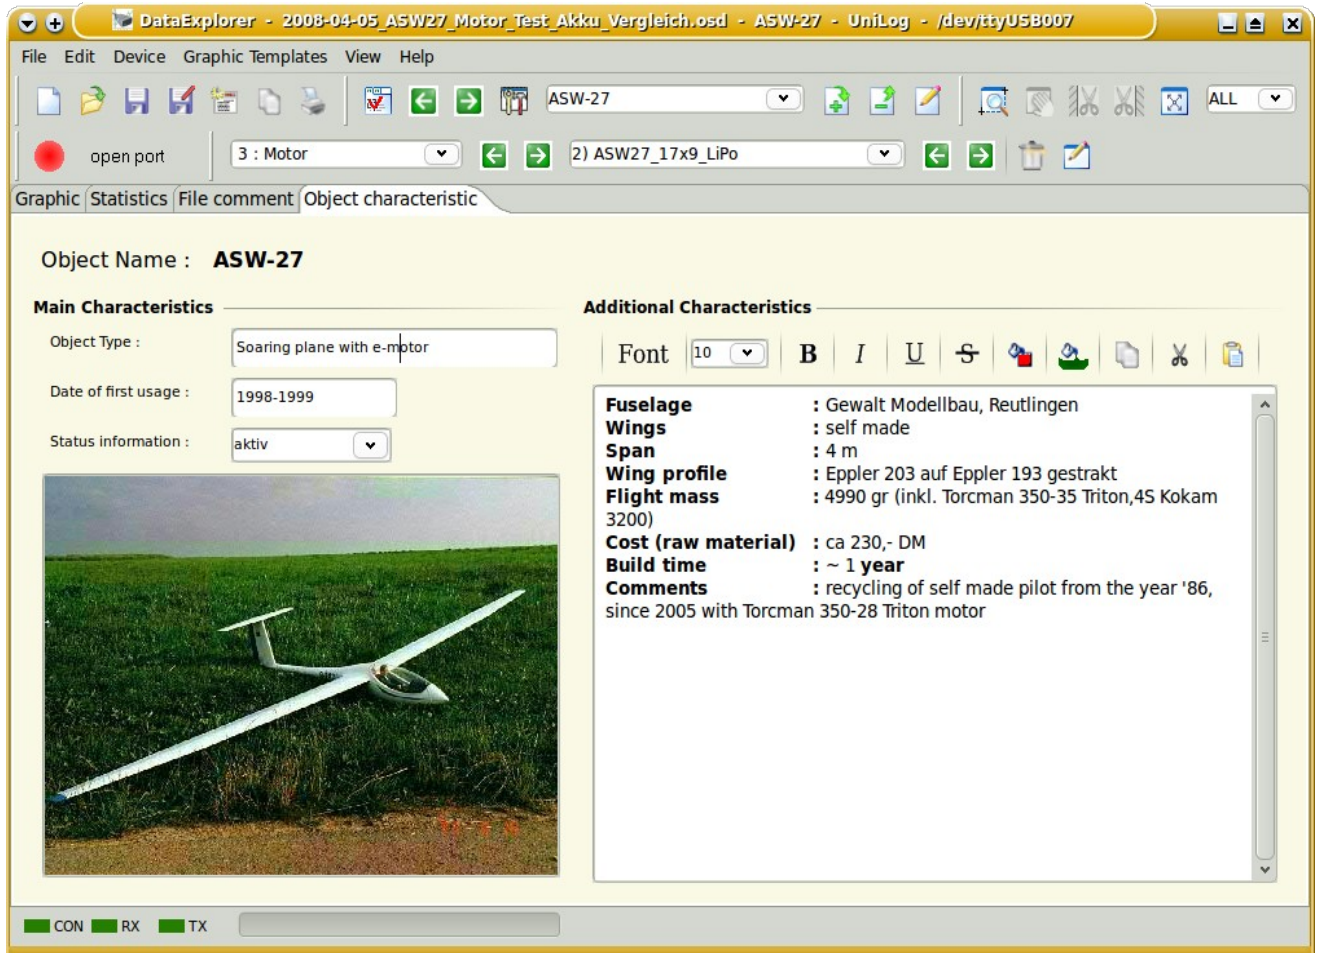 DataExplorer - 2008-04-05_ASW27_Motor_Test_Akku_Vergleich.osd - ASW-27 - UniLog - /dev/ttyUSB007
File Edit Device Graphic Templates View Help
ASW-27 ALL
open port 3 : Motor 2) ASW27_17x9_LiPo
Graphic Statistics File comment Object characteristic
Object Name : ASW-27
Main Characteristics
Object Type : Soaring plane with e-motor
Date of first usage : 1998-1999
Status information : aktiv
Additional Characteristics
Font 10 B I U S
Fuselage : Gewalt Modellbau, Reutlingen
Wings : self made
Span : 4 m
Wing profile : Eppler 203 auf Eppler 193 gestrakt
Flight mass : 4990 gr (inkl. Torcman 350-35 Triton,4S Kokam
3200)
Cost (raw material) : ca 230,- DM
Build time : ~ 1 year
Comments : recycling of self made pilot from the year '86,
since 2005 with Torcman 350-28 Triton motor
CON RX TX